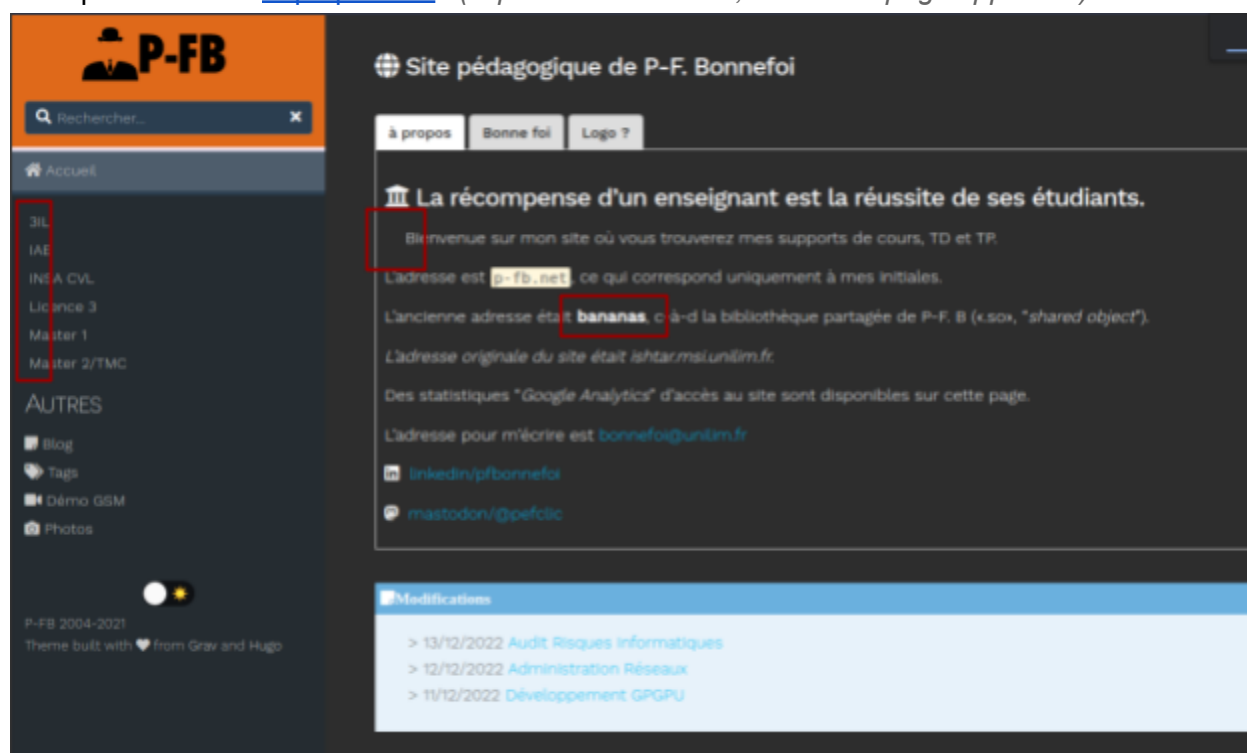 P-FB
Rechercher...
Accueil
3IL
IAE
INSA CVL
Licence 3
Master 1
Master 2/TMC
AUTRES
Blog
Tags
Démo GSM
Photos
P-FB 2004-2021
Theme built with from Grav and Hugo
Site pédagogique de P-F. Bonnefoi
à propos Bonne foi Logo ?
La récompense d'un enseignant est la réussite de ses étudiants.
Bienvenue sur mon site où vous trouverez mes supports de cours, TD et TP.
L'adresse est p-fb.net, ce qui correspond uniquement à mes initiales.
L'ancienne adresse était bananas, c-à-d la bibliothèque partagée de P-F. B («.so», "shared object").
L'adresse originale du site était ishtar.msi.unilim.fr.
Des statistiques "Google Analytics" d'accès au site sont disponibles sur cette page.
L'adresse pour m'écrire est bonnefoi@unilim.fr
linkedin/pfbonnefoi
mastodon/@pefclic
Modifications
> 13/12/2022 Audit Risques Informatiques
> 12/12/2022 Administration Réseaux
> 11/12/2022 Développement GPGPU